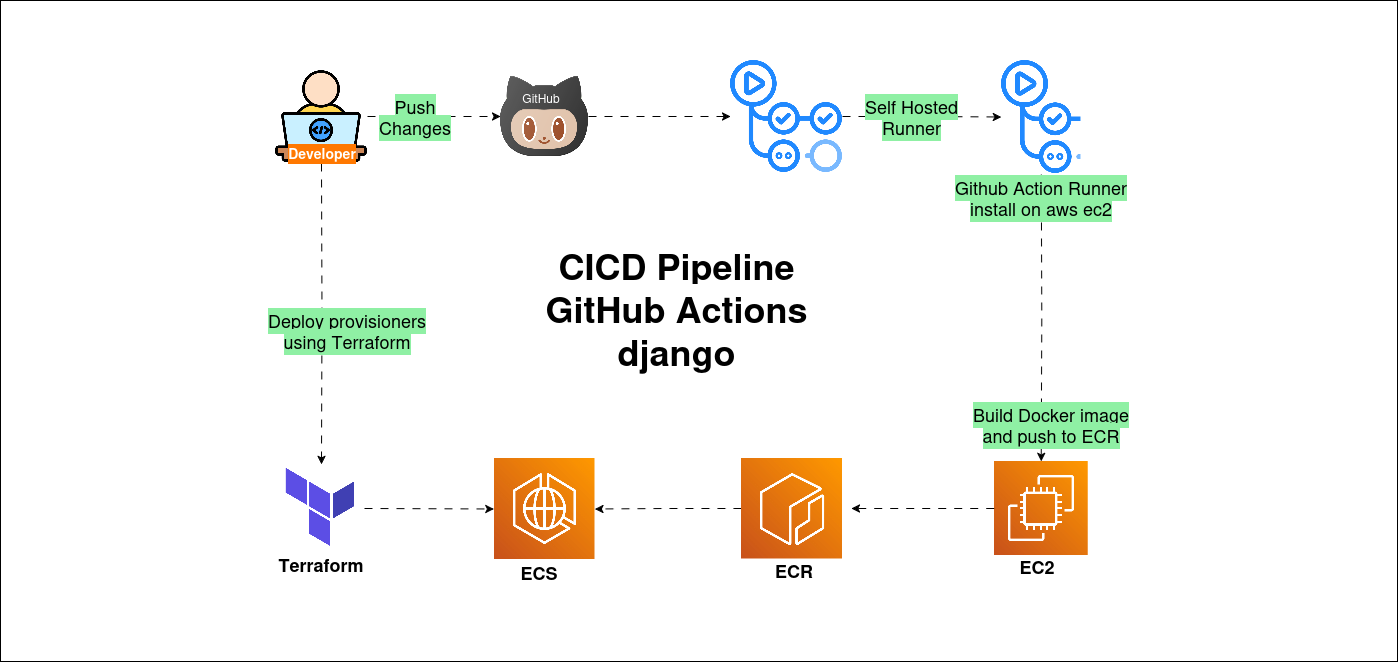 GitHub
Push
Changes
Self Hosted
Runner
Developer
Github Action Runner
install on aws ec2
CICD Pipeline
GitHub Actions
django
Deploy provisioners
using Terraform
Build Docker image
and push to ECR
Terraform
ECS
ECR
EC2